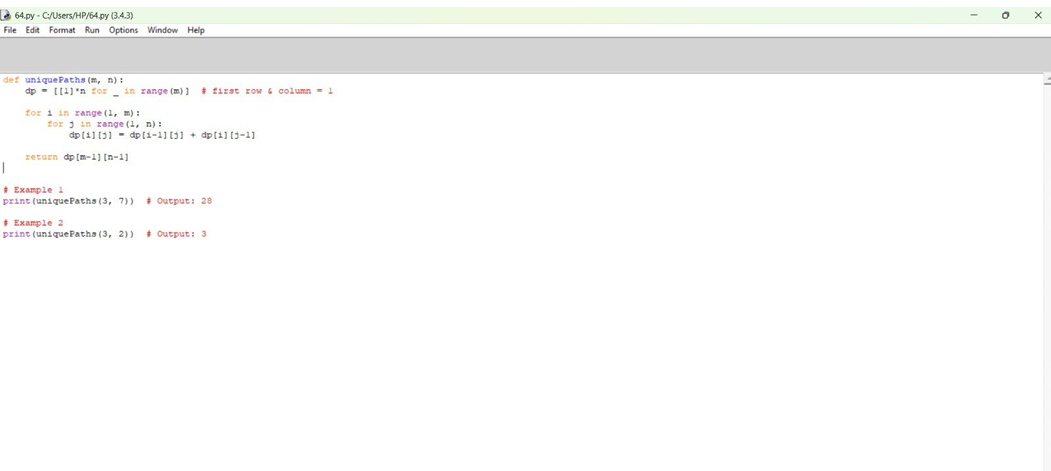 64.py - C:/Users/HP/64.py (3.4.3)
File Edit Format Run Options Window Help
def uniquePaths(m, n):
    dp = [[1]*n for _ in range(m)]  # first row & column = 1

    for i in range(1, m):
        for j in range(1, n):
            dp[i][j] = dp[i-1][j] + dp[i][j-1]

    return dp[m-1][n-1]

# Example 1
print(uniquePaths(3, 7))  # Output: 28

# Example 2
print(uniquePaths(3, 2))  # Output: 3